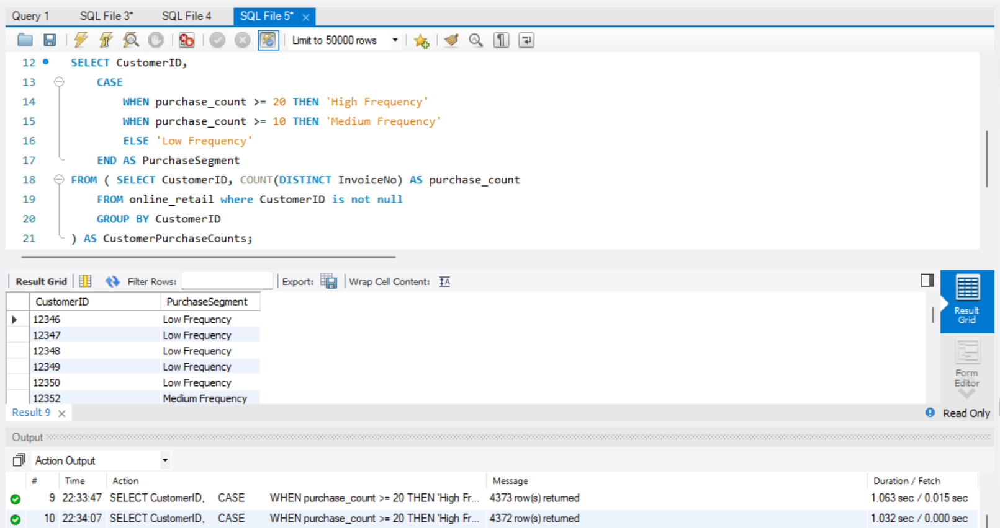 Query 1 SQL File 3* SQL File 4 SQL File 5*
Limit to 50000 rows
12 SELECT CustomerID,
13 CASE
14 WHEN purchase_count >= 20 THEN 'High Frequency'
15 WHEN purchase_count >= 10 THEN 'Medium Frequency'
16 ELSE 'Low Frequency'
17 END AS PurchaseSegment
18 FROM ( SELECT CustomerID, COUNT(DISTINCT InvoiceNo) AS purchase_count
19 FROM online_retail where CustomerID is not null
20 GROUP BY CustomerID
21 ) AS CustomerPurchaseCounts;
Result Grid Filter Rows: Export: Wrap Cell Content: IA
CustomerID PurchaseSegment
12346 Low Frequency
12347 Low Frequency
12348 Low Frequency
12349 Low Frequency
12350 Low Frequency
12352 Medium Frequency
Result
Grid
Form
Editor
Result 9 Read Only
Output
Action Output
# Time Action Message Duration / Fetch
9 22:33:47 SELECT CustomerID, CASE WHEN purchase_count >= 20 THEN 'High Fr... 4373 row(s) returned 1.063 sec / 0.015 sec
10 22:34:07 SELECT CustomerID, CASE WHEN purchase_count >= 20 THEN 'High Fr... 4372 row(s) returned 1.032 sec / 0.000 sec